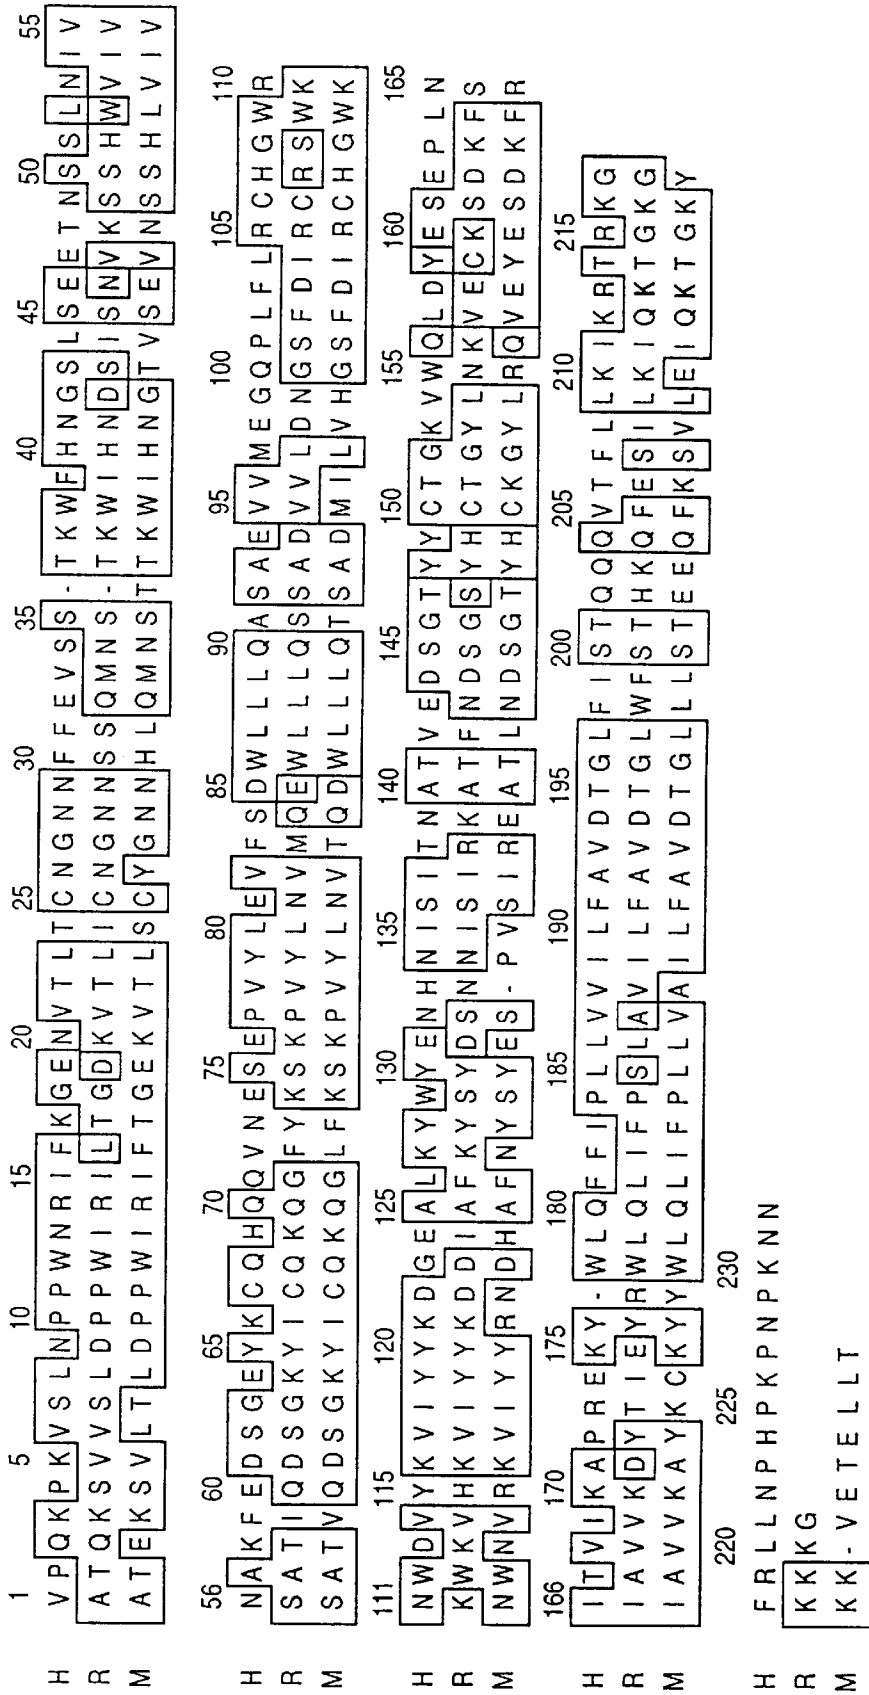 1 5 10 15 20 25 30 35 40 45 50 55
H V P Q K P K V S L N P P W N R I F K G E N V T L T C N G N N F F E V S S - T K W F H N G S L S E E T N S S L N I V
R A T Q K S V V S L D P P W I R I L T G D K V T L I C N G N N S S Q M N S - T K W I H N D S I S N V K S S H W V I V
M A T E K S V L T L D P P W I R I F T G E K V T L S C Y G N N H L Q M N S T T K W I H N G T V S E V N S S H L V I V
56 60 65 70 75 80 85 90 95 100 105 110
H N A K F E D S G E Y K C Q H Q Q V N E S E P V Y L E V F S D W L L L Q A S A E V V M E G Q P L F L R C H G W R
R S A T I Q D S G K Y I C Q K Q G F Y K S K P V Y L N V M Q E W L L L Q S S A D V V L D N G S F D I R C R S W K
M S A T V Q D S G K Y I C Q K Q G L F K S K P V Y L N V T Q D W L L L Q T S A D M I L V H G S F D I R C H G W K
111 115 120 125 130 135 140 145 150 155 160 165
H N W D V Y K V I Y Y K D G E A L K Y W Y E N H N I S I T N A T V E D S G T Y Y C T G K V W Q L D Y E S E P L N
R K W K V H K V I Y Y K D D I A F K Y S Y D S N N I S I R K A T F N D S G S Y H C T G Y L N K V E C K S D K F S
M N W N V R K V I Y Y R N D H A F N Y S Y E S - P V S I R E A T L N D S G T Y H C K G Y L R Q V E Y E S D K F R
166 170 175 180 185 190 195 200 205 210 215
H I T V I K A P R E K Y - W L Q F F I P L L V V I L F A V D T G L F I S T Q Q Q V T F L L K I K R T R K G
R I A V V K D Y T I E Y R W L Q L I F P S L A V I L F A V D T G L W F S T H K Q F E S I L K I Q K T G K G
M I A V V K A Y K C K Y Y W L Q L I F P L L V A I L F A V D T G L L L S T E E Q F K S V L E I Q K T G K Y
220 225 230
H F R L L N P H P K P N P K N N
R K K K G
M K K - V E T E L L T